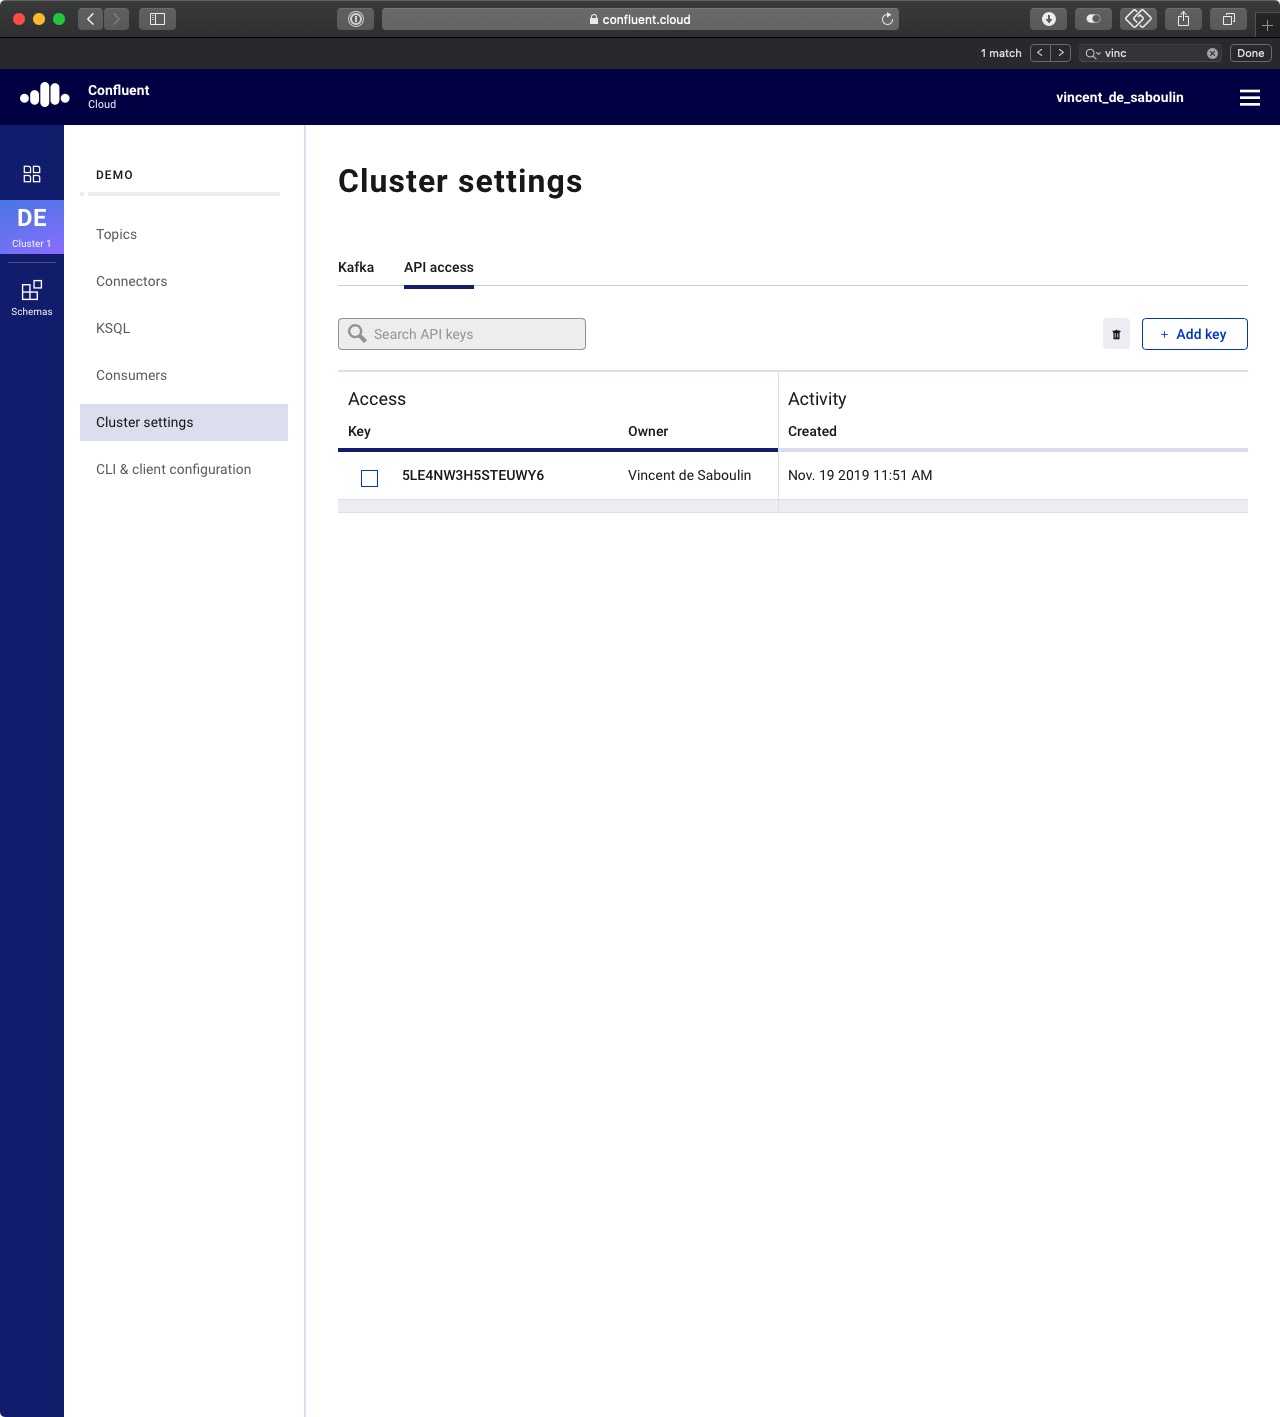 confluent.cloud
1 match
vinc
Done
Confluent
Cloud
vincent_de_saboulin
DE
Cluster 1
Schemas
DEMO
Topics
Connectors
KSQL
Consumers
Cluster settings
CLI & client configuration
Cluster settings
Kafka API access
Search API keys
+ Add key
Access Activity
Key Owner Created
5LE4NW3H5STEUWY6 Vincent de Saboulin Nov. 19 2019 11:51 AM